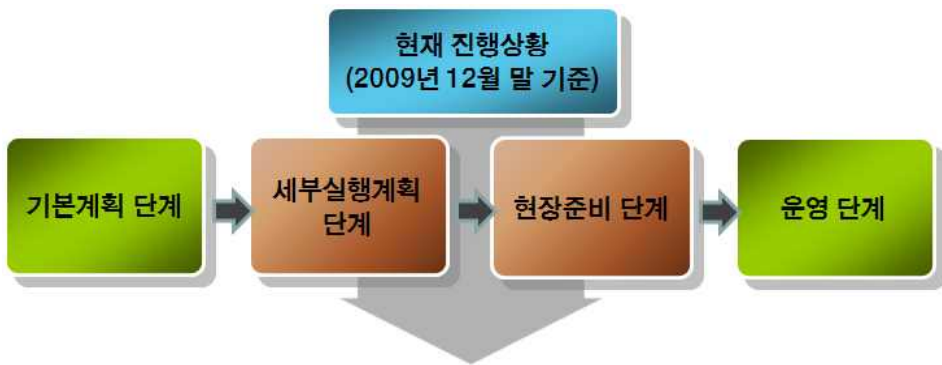 현재 진행상황
(2009년 12월 말 기준)
기본계획 단계
세부실행계획
단계
현장준비 단계
운영 단계